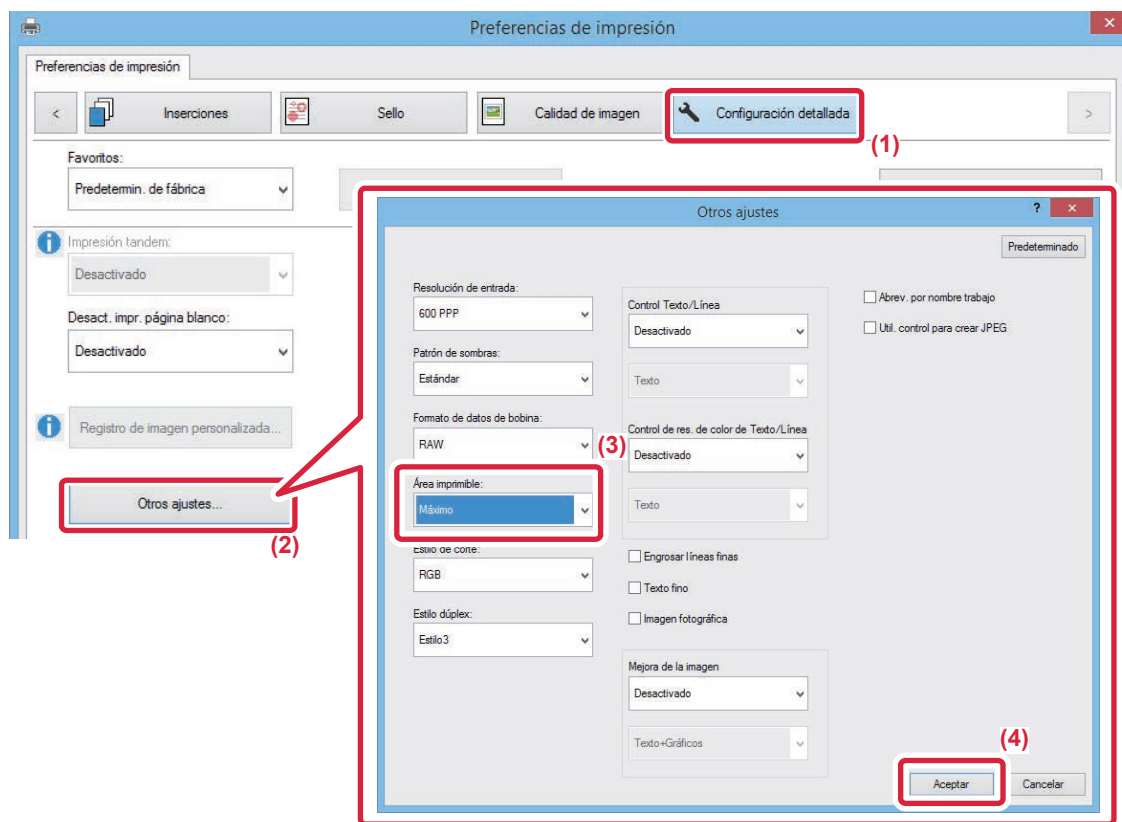 Preferencias de impresión
Preferencias de impresión
<
Inserciones
Sello
Calidad de imagen
Configuración detallada
>
(1)
Favoritos:
Predetermin. de fábrica
Impresión tandem:
Desactivado
Desact. impr. página blanco:
Desactivado
Registro de imagen personalizada...
Otros ajustes...
(2)
Otros ajustes
?
Predeterminado
Resolución de entrada:
600 PPP
Patrón de sombras:
Estándar
Formato de datos de bobina:
RAW
(3)
Área imprimible:
Máximo
Estilo de corte:
RGB
Estilo dúplex:
Estilo3
Control Texto/Línea
Desactivado
Texto
Control de res. de color de Texto/Línea
Desactivado
Texto
Engrosar líneas finas
Texto fino
Imagen fotográfica
Mejora de la imagen
Desactivado
Texto+Gráficos
Abrev. por nombre trabajo
Util. control para crear JPEG
(4)
Aceptar
Cancelar